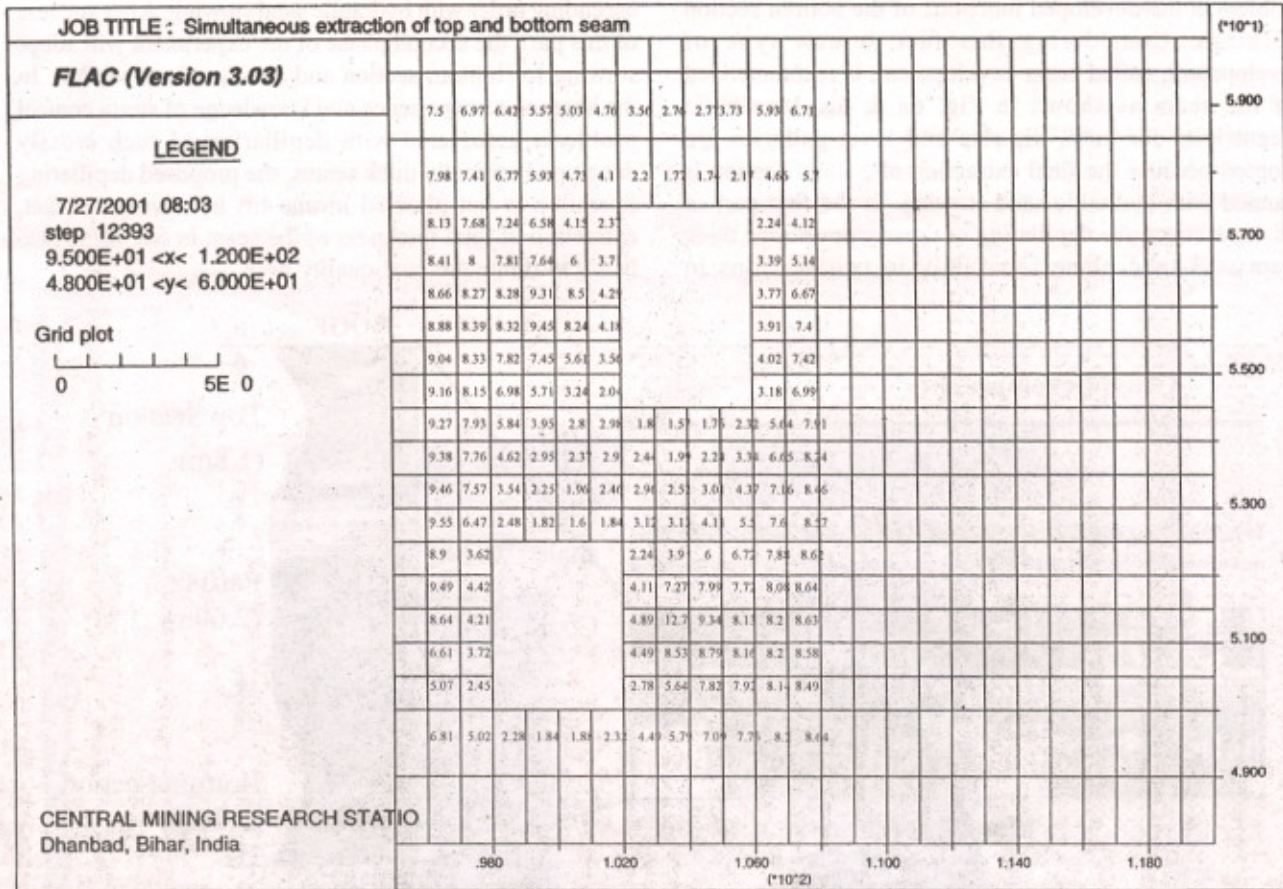 JOB TITLE : Simultaneous extraction of top and bottom seam
(*10^1)
FLAC (Version 3.03)
LEGEND
7/27/2001 08:03
step 12393
9.500E+01 <x< 1.200E+02
4.800E+01 <y< 6.000E+01
Grid plot
0 5E 0
7.5 6.97 6.42 5.57 5.03 4.76 3.56 2.76 2.7 3.73 5.93 6.71
5.900
7.98 7.41 6.77 5.93 4.73 4.1 2.2 1.77 1.74 2.1 4.65 5.
8.13 7.68 7.24 6.58 4.15 2.3 2.24 4.12
5.700
8.41 8 7.81 7.64 6 3.7 3.39 5.14
8.66 8.27 8.28 9.31 8.5 4.29 3.77 6.67
8.88 8.39 8.32 9.45 8.24 4.18 3.91 7.4
9.04 8.33 7.82 7.45 5.61 3.56 4.02 7.42
5.500
9.16 8.15 6.98 5.71 3.24 2.04 3.18 6.99
9.27 7.93 5.84 3.95 2.8 2.98 1.8 1.57 1.75 2.32 5.04 7.91
9.38 7.76 4.62 2.95 2.37 2.9 2.44 1.99 2.24 3.34 6.65 8.24
9.46 7.57 3.54 2.25 1.96 2.46 2.96 2.52 3.01 4.37 7.16 8.46
5.300
9.55 6.47 2.48 1.82 1.6 1.84 3.12 3.13 4.11 5.5 7.6 8.57
8.9 3.62 2.24 3.9 6 6.72 7.88 8.62
9.49 4.42 4.11 7.27 7.99 7.72 8.08 8.64
8.64 4.21 4.89 12.7 9.34 8.15 8.2 8.63
5.100
6.61 3.72 4.49 8.53 8.79 8.16 8.2 8.58
5.07 2.45 2.78 5.64 7.82 7.92 8.14 8.49
6.81 5.02 2.28 1.84 1.88 2.32 4.49 5.79 7.09 7.75 8.2 8.64
4.900
CENTRAL MINING RESEARCH STATIO
Dhanbad, Bihar, India
.980 1.020 1.060 1.100 1.140 1.180
(*10^2)